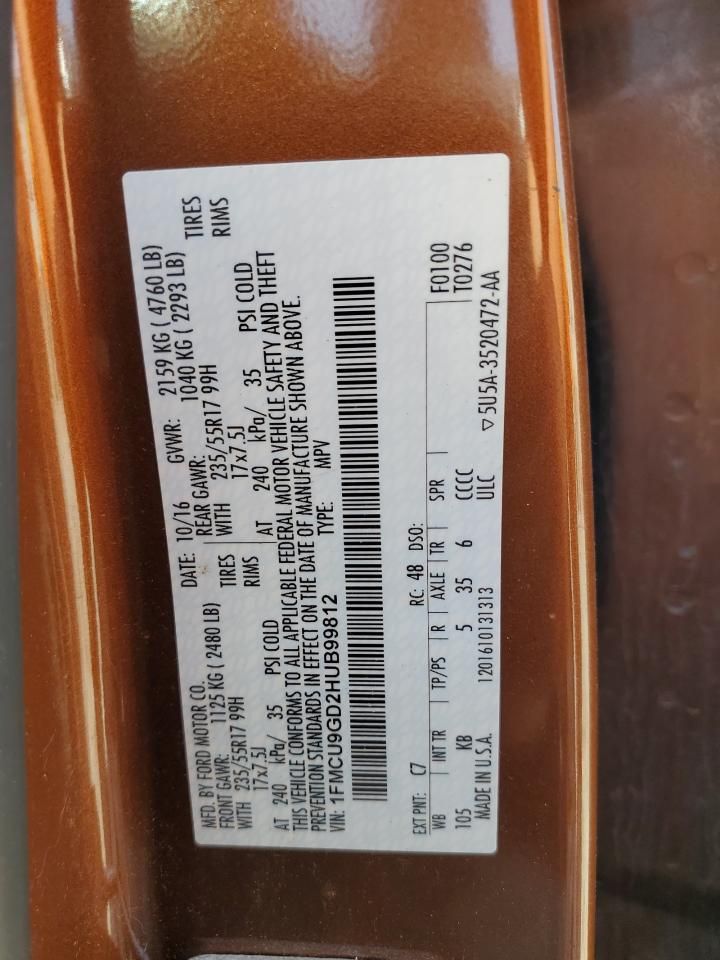 MFD. BY FORD MOTOR CO. DATE: 10/16 GVWR: 2159 KG ( 4760 LB)
FRONT GAWR: 1125 KG ( 2480 LB) REAR GAWR: 1040 KG ( 2293 LB)
WITH 235/55R17 99H TIRES WITH 235/55R17 99H TIRES
17x7.5J RIMS 17x7.5J RIMS
AT 240 kPa/ 35 PSI COLD AT 240 kPa/ 35 PSI COLD
THIS VEHICLE CONFORMS TO ALL APPLICABLE FEDERAL MOTOR VEHICLE SAFETY AND THEFT
PREVENTION STANDARDS IN EFFECT ON THE DATE OF MANUFACTURE SHOWN ABOVE.
VIN: 1FMCU9GD2HUB99812 TYPE: MPV
EXT PNT: C7 RC: 48 DSO: F0100
WB INT TR TP/PS R AXLE TR SPR T0276
105 KB 5 35 6 CCCC
MADE IN U.S.A. 1201610131313 ULC ▽5U5A-3520472-AA